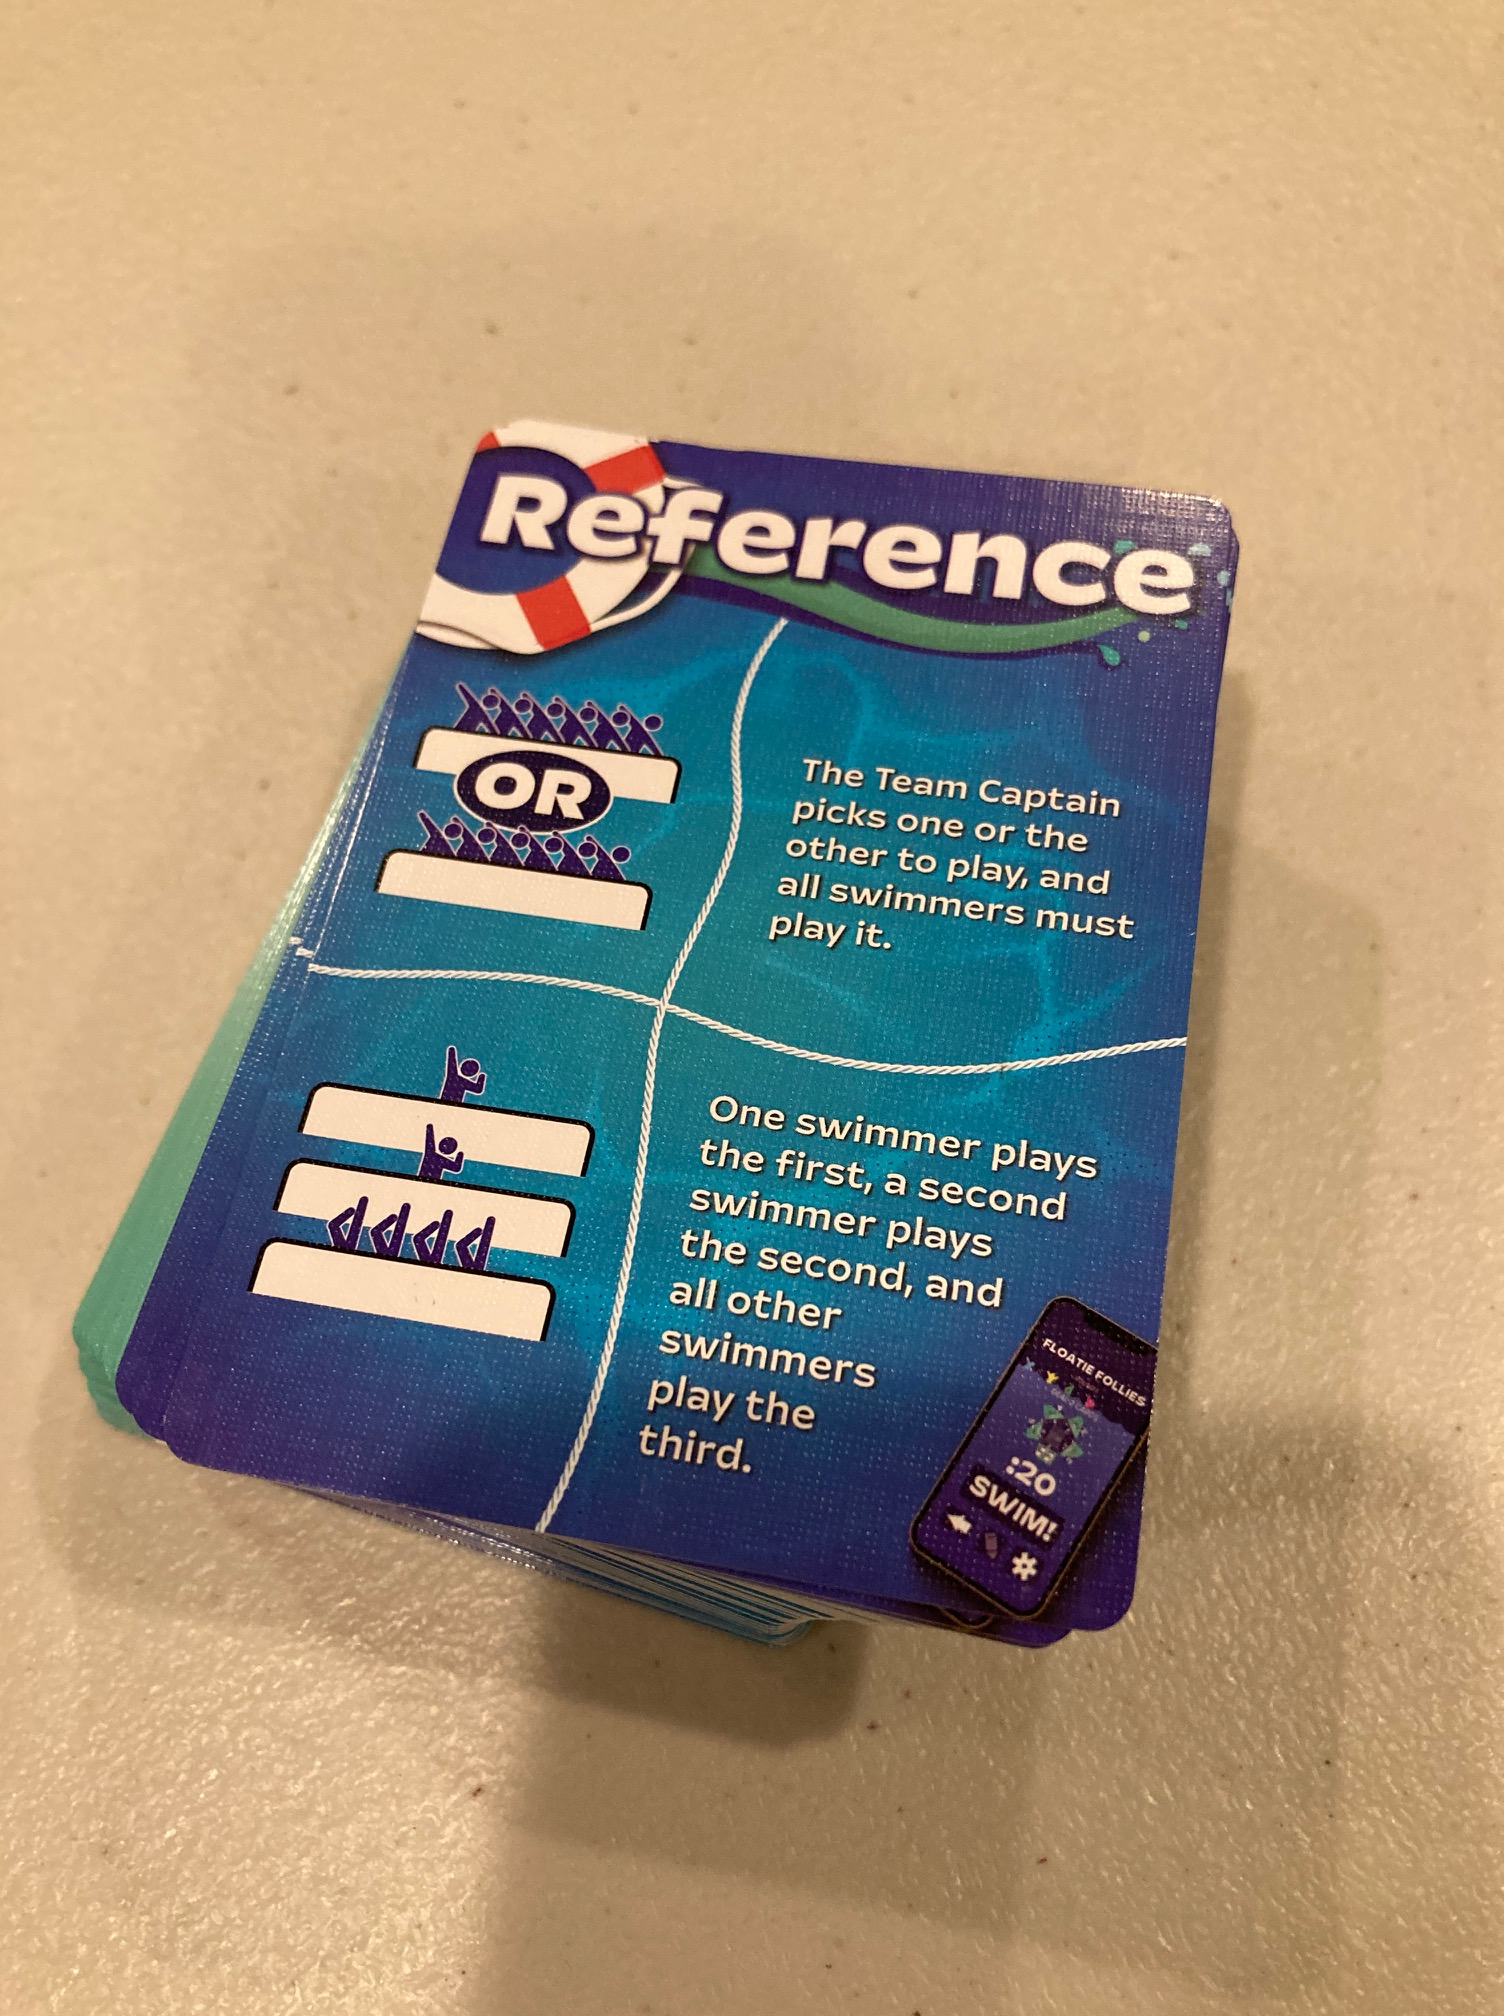 Reference
OR
The Team Captain
picks one or the
other to play, and
all swimmers must
play it.
One swimmer plays
the first, a second
swimmer plays
the second, and
all other
swimmers
play the
third.
FLOATIE FOLLIES
:20
SWIM!